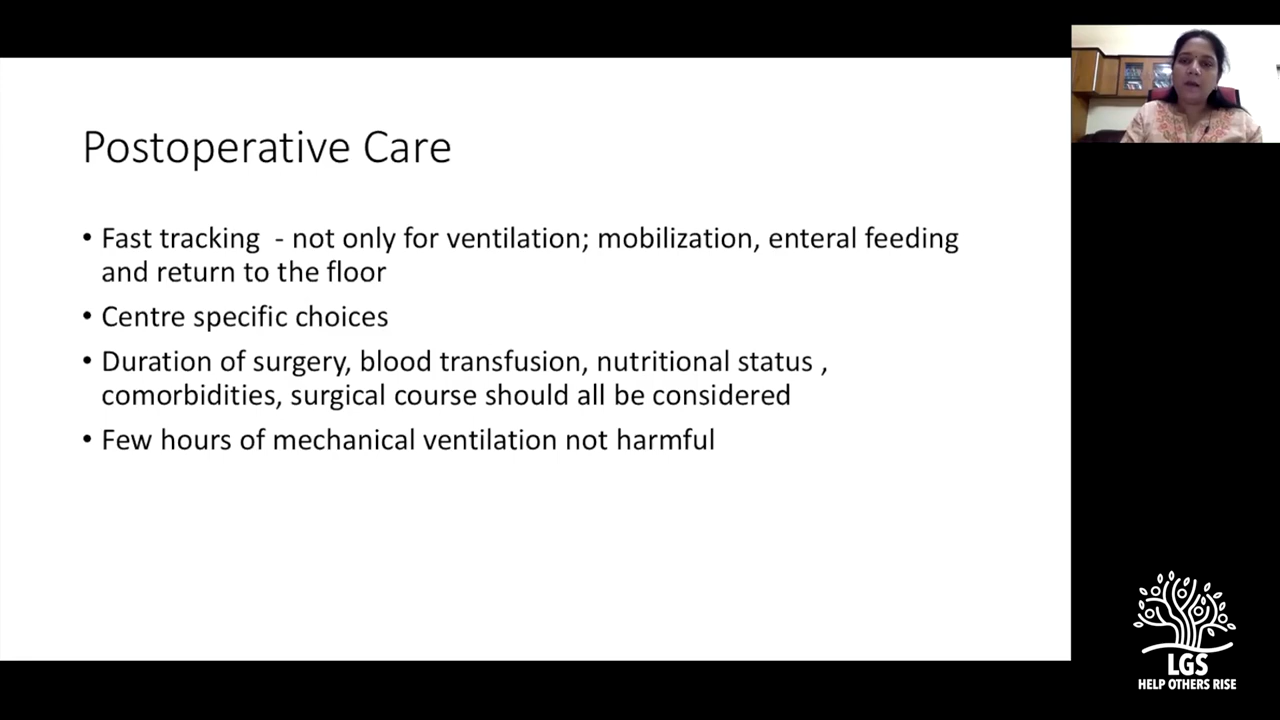 Postoperative Care
• Fast tracking  - not only for ventilation; mobilization, enteral feeding
and return to the floor
• Centre specific choices
• Duration of surgery, blood transfusion, nutritional status ,
comorbidities, surgical course should all be considered
• Few hours of mechanical ventilation not harmful
LGS
HELP OTHERS RISE